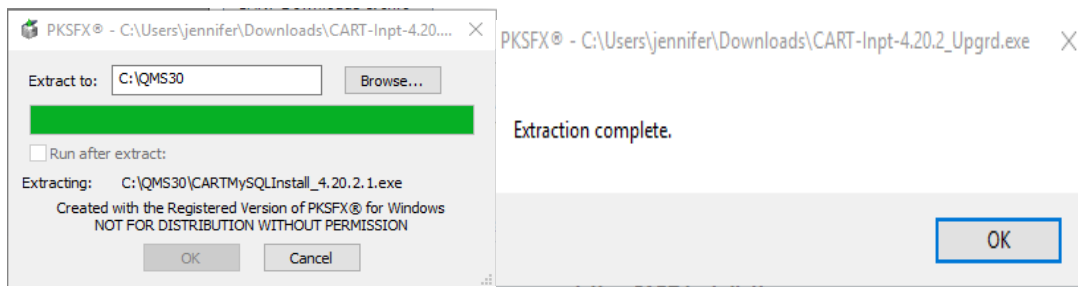 PKSFX® - C:\Users\jennifer\Downloads\CART-Inpt-4.20....
Extract to: C:\QMS30 Browse...
Run after extract:
Extracting: C:\QMS30\CARTMySQLInstall_4.20.2.1.exe
Created with the Registered Version of PKSFX® for Windows
NOT FOR DISTRIBUTION WITHOUT PERMISSION
OK Cancel
PKSFX® - C:\Users\jennifer\Downloads\CART-Inpt-4.20.2_Upgrd.exe
Extraction complete.
OK